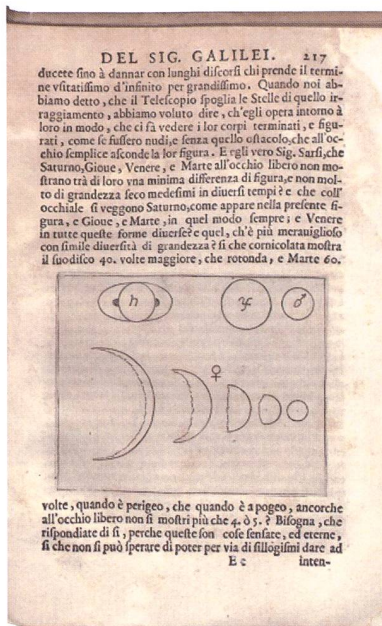 DEL SIG. GALILEI. 217
ducete sino à dannar con lunghi discorsi chi prende il termi-
ne vsitatissimo d'infinito per grandissimo. Quando noi ab-
biamo detto, che il Telescopio spoglia le Stelle di quello ir-
raggiamento, abbiamo voluto dire, ch'egli opera intorno à
loro in modo, che ci fà vedere i lor corpi terminati, e figu-
rati, come se fussero nudi, e senza quello ostacolo, che all'oc-
chio semplice asconde la lor figura. E egli vero Sig. Sarsi, che
Saturno, Gioue, Venere, e Marte all'occhio libero non mo-
strano trà di loro vna minima differenza di figura, e non mol-
to di grandezza seco medesimi in diuersi tempi? e che coll'
occhiale si veggono Saturno, come appare nella presente fi-
gura, e Gioue, e Marte, in quel modo sempre; e Venere
in tutte queste forme diuerse? e quel, ch'è più merauiglioso
con simile diuersità di grandezza? sì che cornicolata mostra
il suo disco 40. volte maggiore, che rotonda, e Marte 60.
♄ ♃ ♂
♀
volte, quando è perigeo, che quando è apogeo, ancorche
all'occhio libero non si mostri più che 4. ò 5.? Bisogna, che
rispondiate di sì, perche queste son cose sensate, ed eterne,
sì che non si può sperare di poter per via di sillogismi dare ad
E e inten-